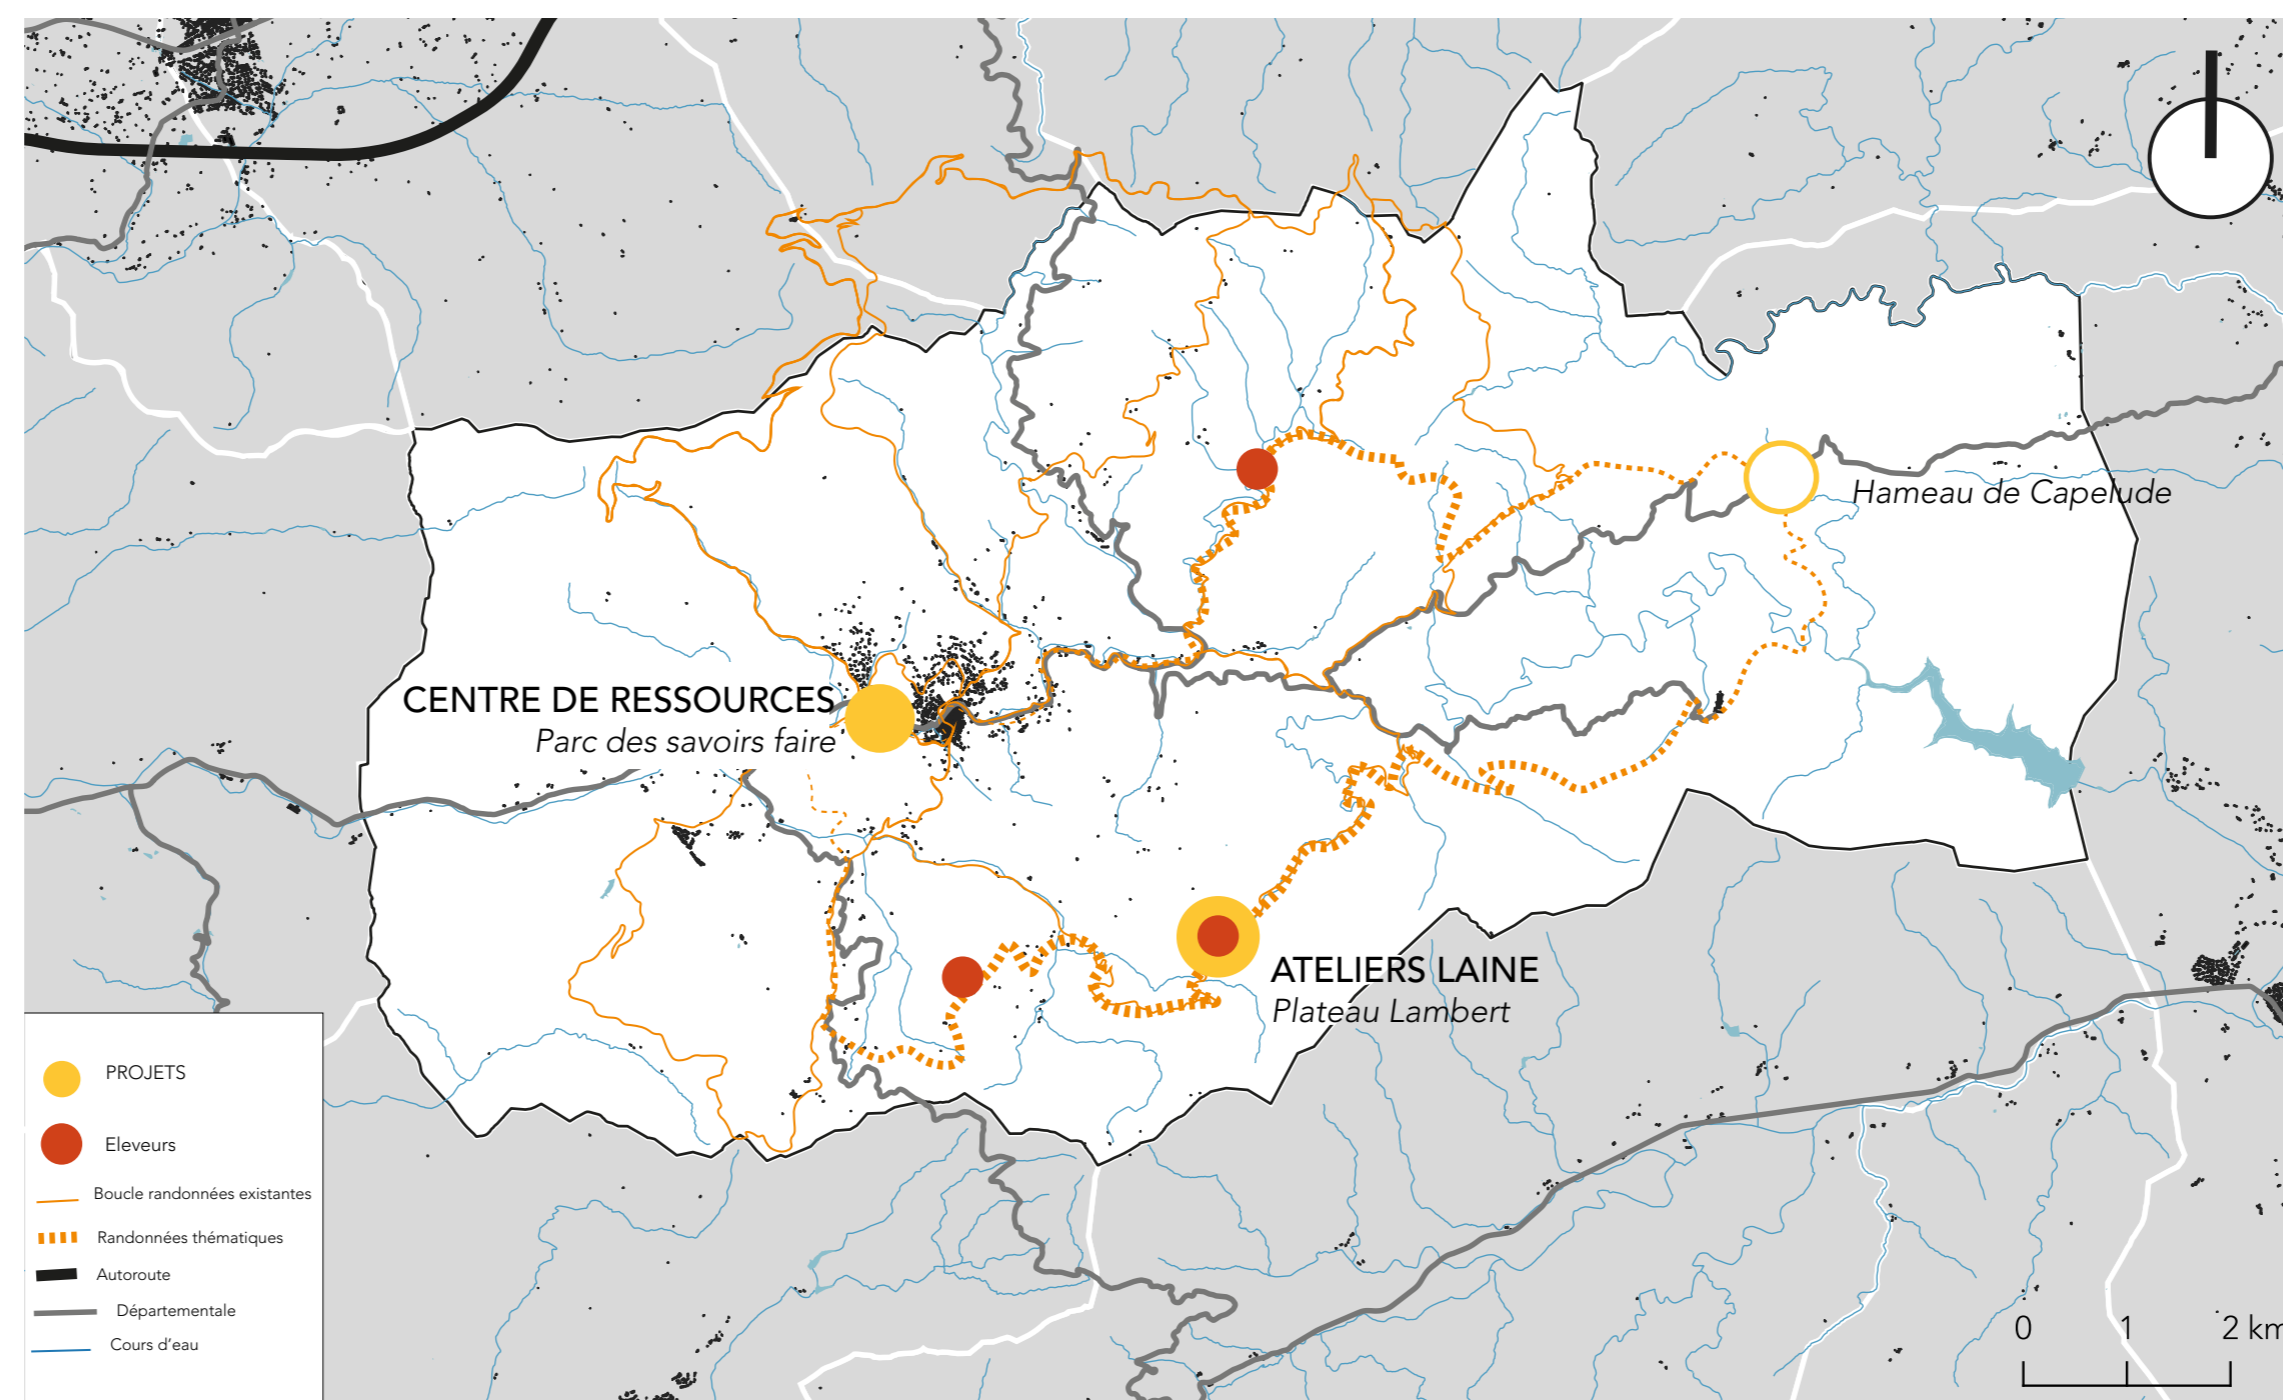 Hameau de Capelude
CENTRE DE RESSOURCES
Parc des savoirs faire
ATELIERS LAINE
Plateau Lambert
PROJETS
Eleveurs
Boucle randonnées existantes
Randonnées thématiques
Autoroute
Départementale
Cours d'eau
0 1 2 km